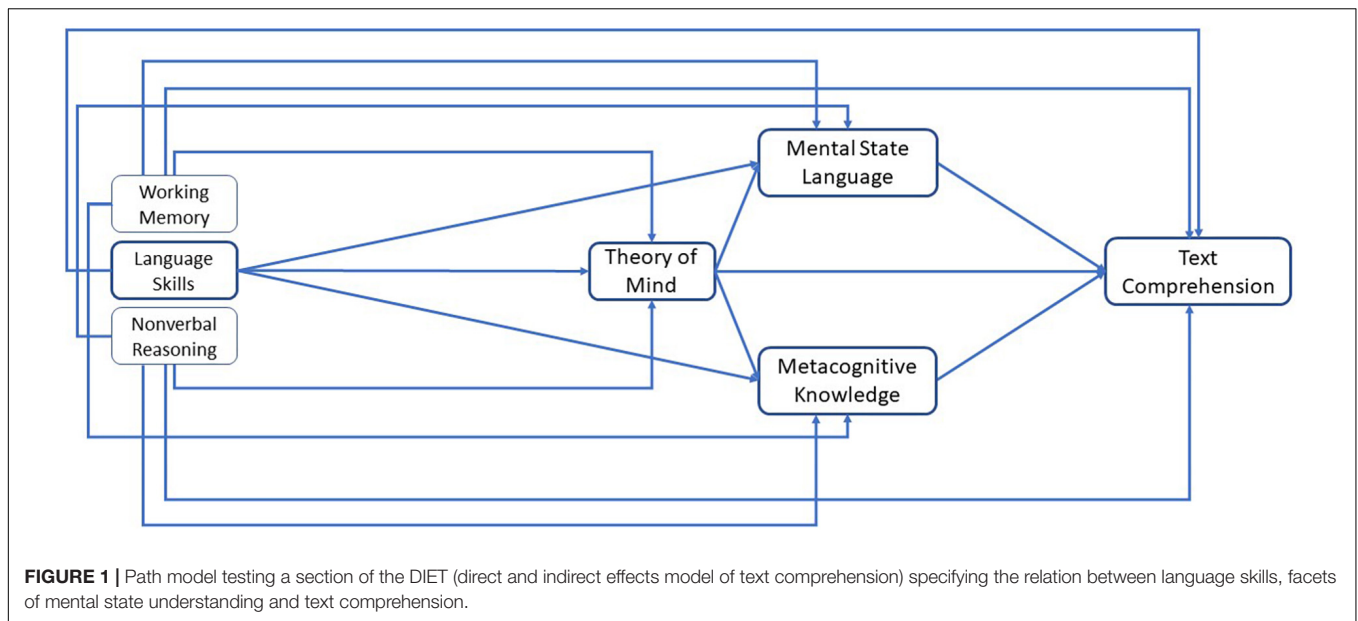 Working
Memory
Language
Skills
Nonverbal
Reasoning
Theory of
Mind
Mental State
Language
Metacognitive
Knowledge
Text
Comprehension
FIGURE 1 | Path model testing a section of the DIET (direct and indirect effects model of text comprehension) specifying the relation between language skills, facets
of mental state understanding and text comprehension.